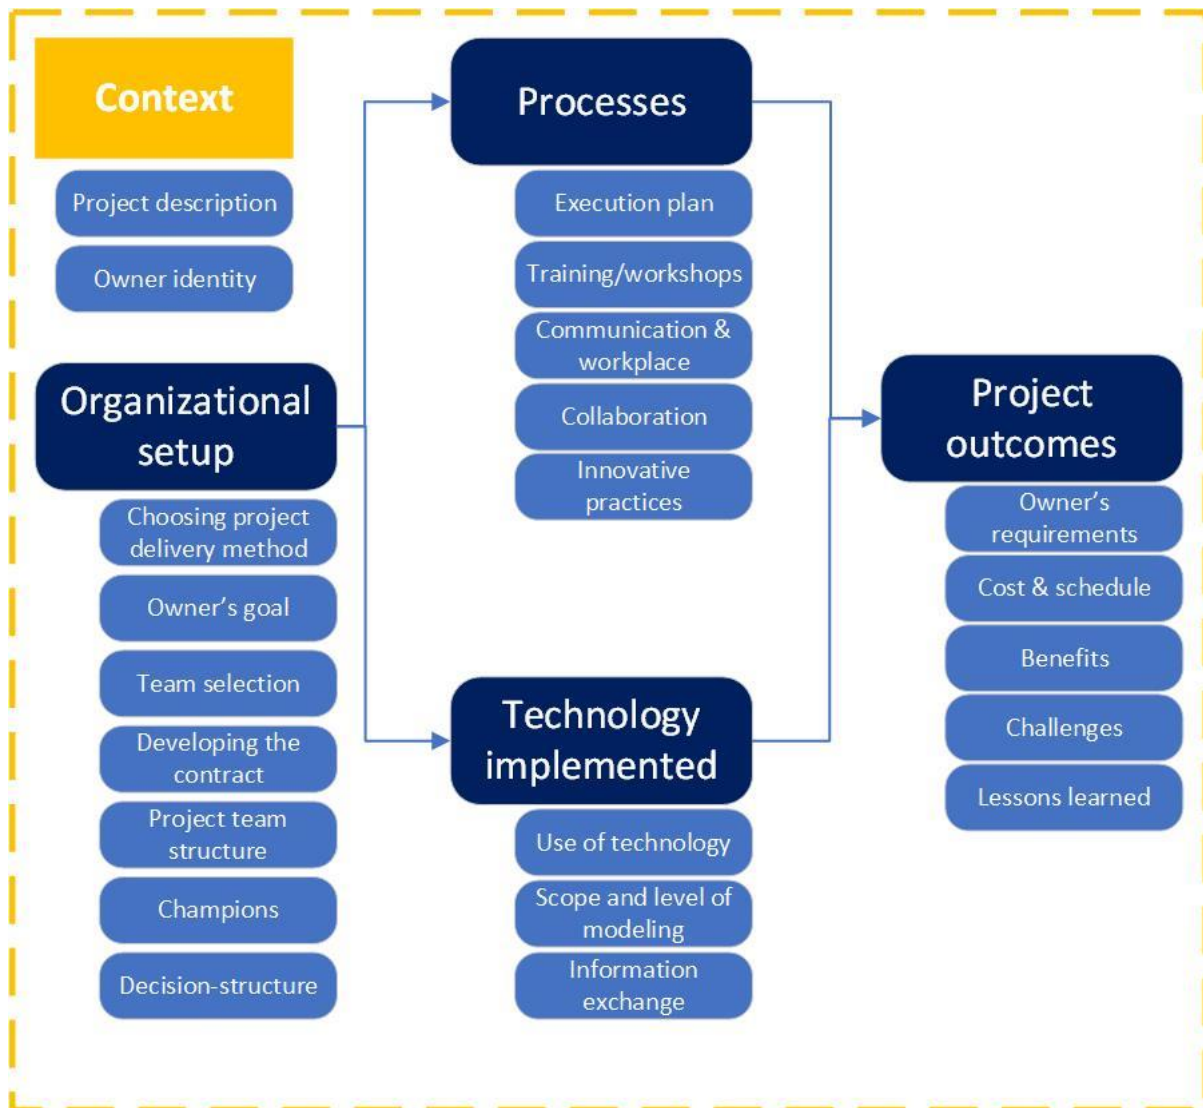 Context
Project description
Owner identity
Organizational
setup
Choosing project
delivery method
Owner’s goal
Team selection
Developing the
contract
Project team
structure
Champions
Decision-structure
Processes
Execution plan
Training/workshops
Communication &
workplace
Collaboration
Innovative
practices
Technology
implemented
Use of technology
Scope and level of
modeling
Information
exchange
Project
outcomes
Owner’s
requirements
Cost & schedule
Benefits
Challenges
Lessons learned